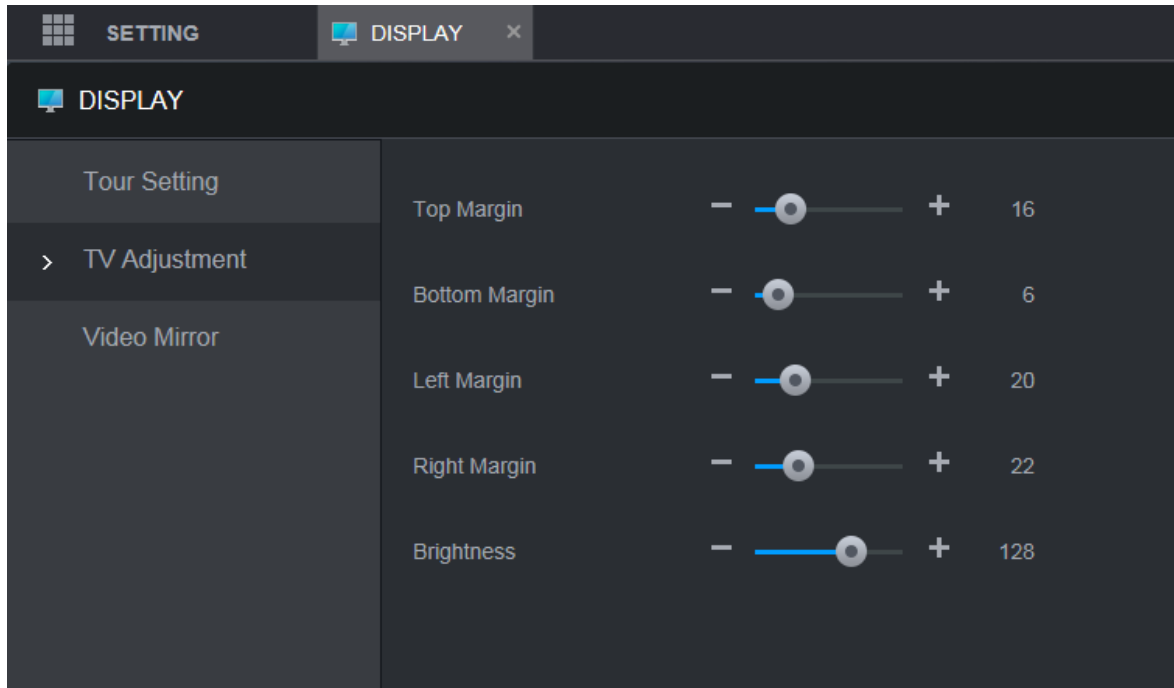 SETTING DISPLAY ×
DISPLAY
Tour Setting
> TV Adjustment
Video Mirror
Top Margin − + 16
Bottom Margin − + 6
Left Margin − + 20
Right Margin − + 22
Brightness − + 128